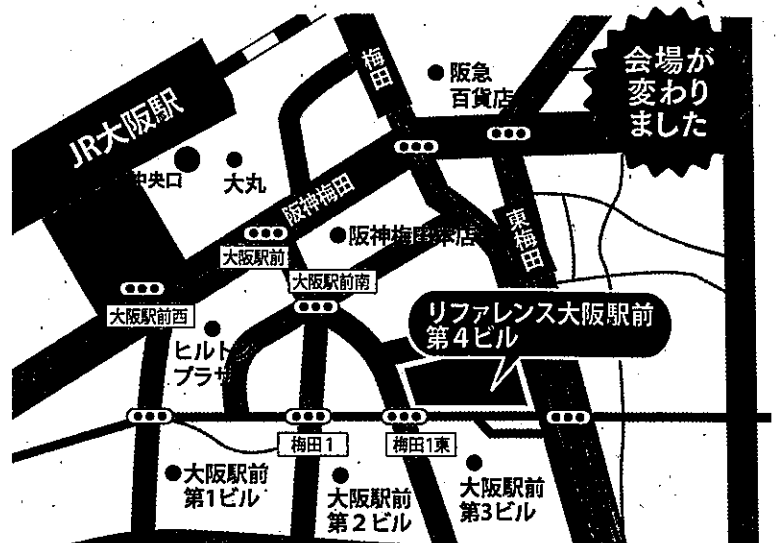 梅田
阪急
百貨店
会場が
変わり
ました
JR大阪駅
中央口
大丸
阪神梅田
阪神梅田本店
東梅田
大阪駅前
大阪駅前南
大阪駅前西
リファレンス大阪駅前
第4ビル
ヒルトン
プラザ
梅田1
梅田1東
大阪駅前
第1ビル
大阪駅前
第2ビル
大阪駅前
第3ビル